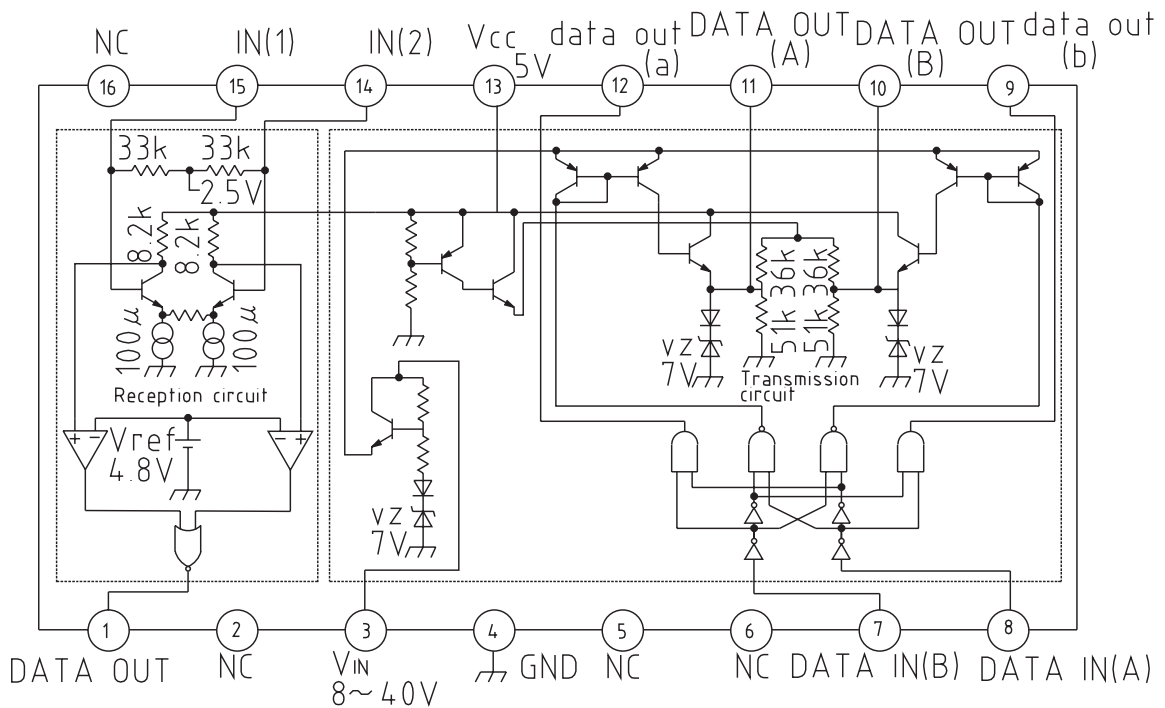 NC IN(1) IN(2) Vcc 5V data out (a) DATA OUT (A) DATA OUT (B) data out (b)
16 15 14 13 12 11 10 9
33k 33k
2.5V
8.2k 8.2k
36k 36k
100μ 100μ
51k 51k
VZ 7V
VZ 7V
Reception circuit
Transmission circuit
Vref 4.8V
+ − − +
VZ 7V
1 2 3 4 5 6 7 8
DATA OUT NC VIN 8～40V GND NC NC DATA IN(B) DATA IN(A)